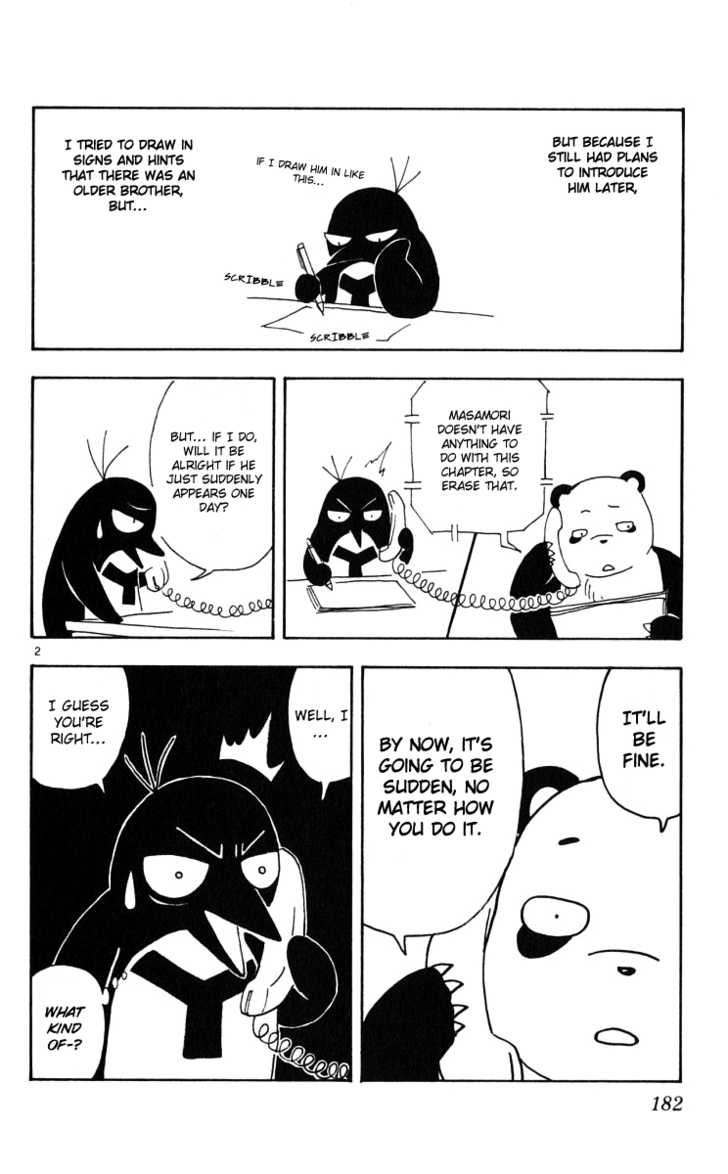 BUT BECAUSE I
STILL HAD PLANS
TO INTRODUCE
HIM LATER,
IF I DRAW HIM IN LIKE
THIS...
SCRIBBLE
SCRIBBLE
I TRIED TO DRAW IN
SIGNS AND HINTS
THAT THERE WAS AN
OLDER BROTHER,
BUT...
MASAMORI
DOESN'T HAVE
ANYTHING TO
DO WITH THIS
CHAPTER, SO
ERASE THAT.
BUT... IF I DO,
WILL IT BE
ALRIGHT IF HE
JUST SUDDENLY
APPEARS ONE
DAY?
2
IT'LL
BE
FINE.
BY NOW, IT'S
GOING TO BE
SUDDEN, NO
MATTER HOW
YOU DO IT.
WELL, I
...
I GUESS
YOU'RE
RIGHT...
WHAT
KIND
OF-?
182